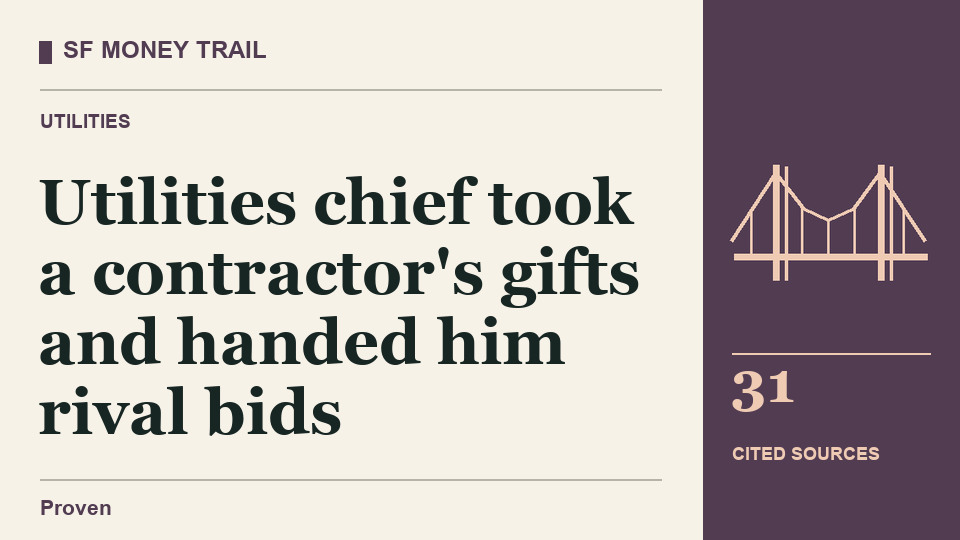 SF MONEY TRAIL
UTILITIES
Utilities chief took
a contractor's gifts
and handed him
rival bids
Proven
31
CITED SOURCES